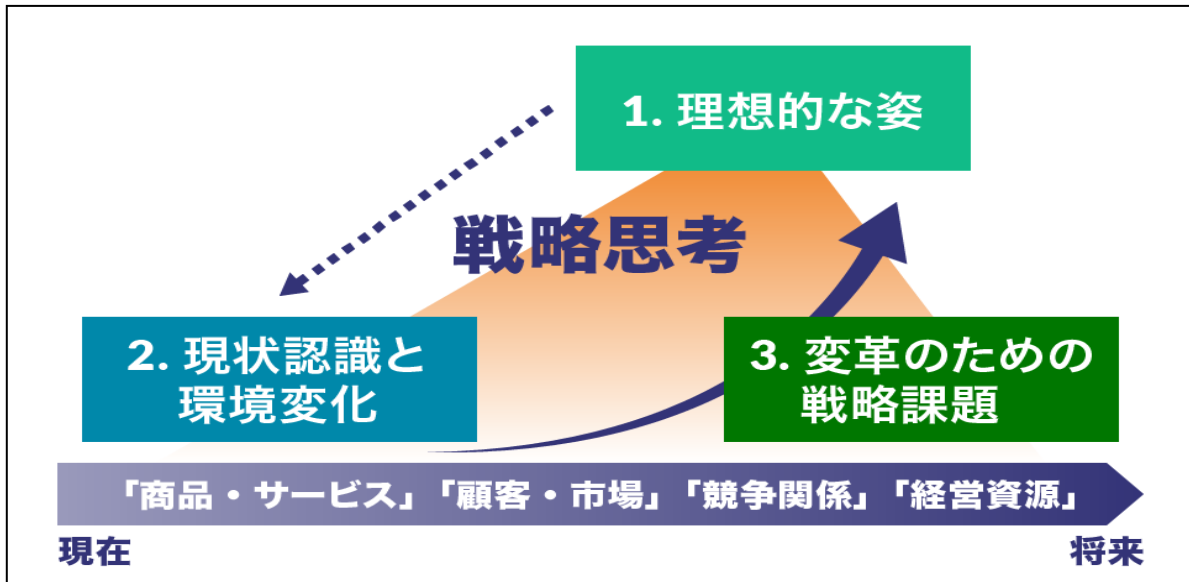 1. 理想的な姿
戦略思考
2. 現状認識と
環境変化
3. 変革のための
戦略課題
「商品・サービス」「顧客・市場」「競争関係」「経営資源」
現在
将来